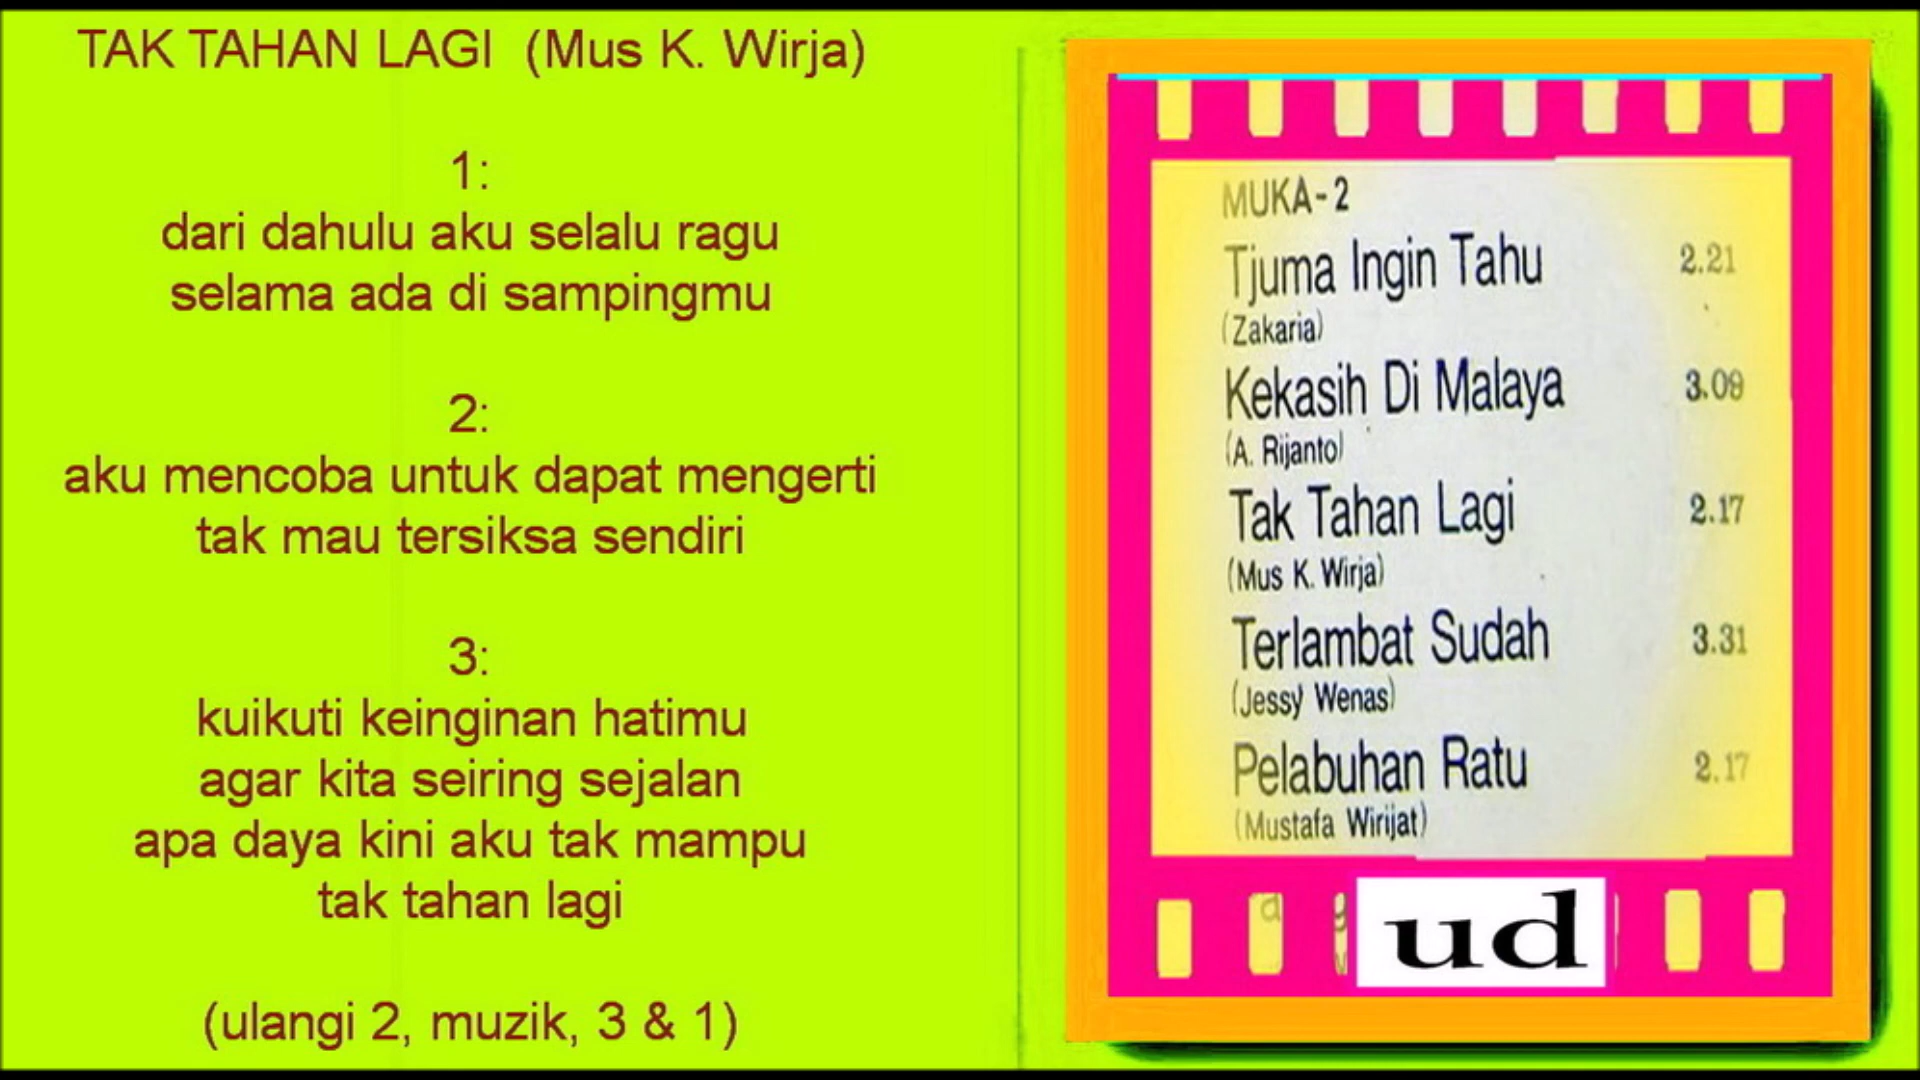 TAK TAHAN LAGI (Mus K. Wirja)
1:
dari dahulu aku selalu ragu
selama ada di sampingmu
2:
aku mencoba untuk dapat mengerti
tak mau tersiksa sendiri
3:
kuikuti keinginan hatimu
agar kita seiring sejalan
apa daya kini aku tak mampu
tak tahan lagi
(ulangi 2, muzik, 3 & 1)
MUKA-2
Tjuma Ingin Tahu 2.21
(Zakaria)
Kekasih Di Malaya 3.09
(A. Rijanto)
Tak Tahan Lagi 2.17
(Mus K. Wirja)
Terlambat Sudah 3.31
(Jessy Wenas)
Pelabuhan Ratu 2.17
(Mustafa Wirijat)
ud